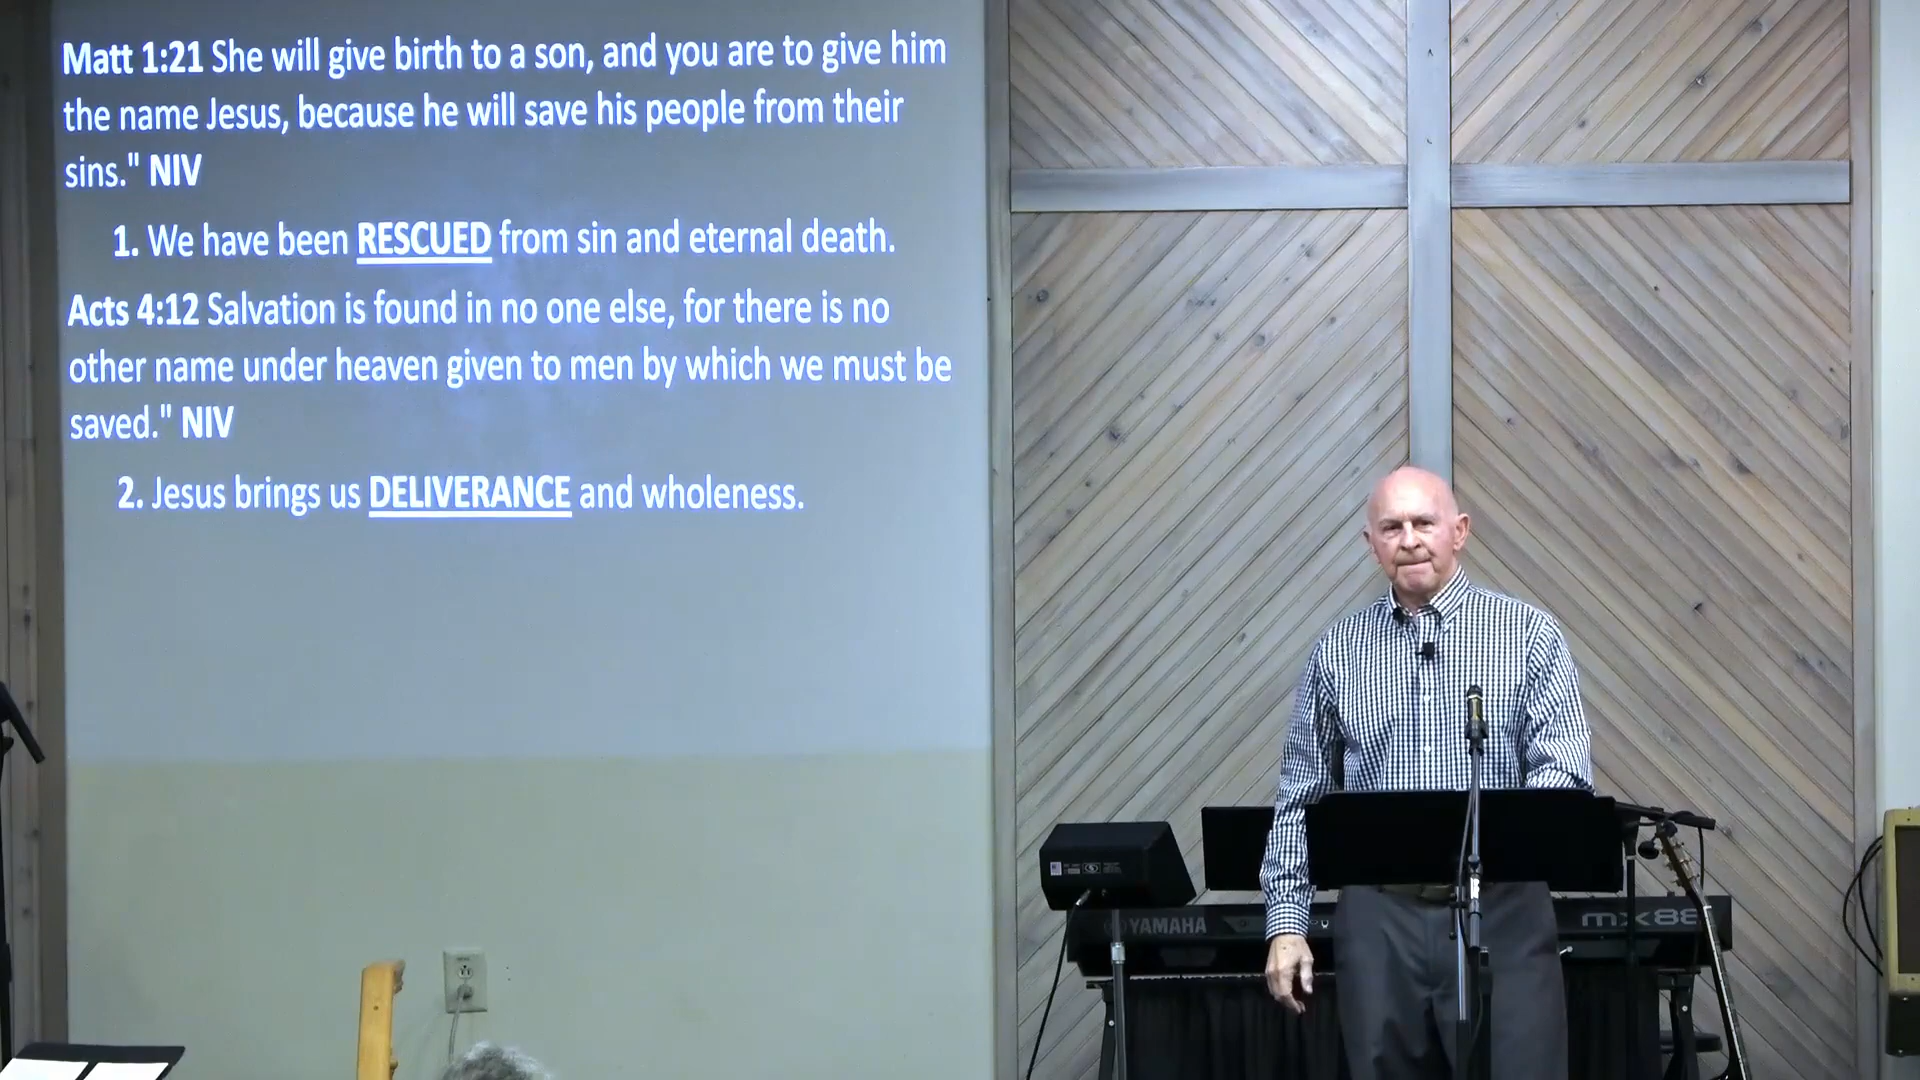 Matt 1:21 She will give birth to a son, and you are to give him
the name Jesus, because he will save his people from their
sins." NIV
1. We have been RESCUED from sin and eternal death.
Acts 4:12 Salvation is found in no one else, for there is no
other name under heaven given to men by which we must be
saved." NIV
2. Jesus brings us DELIVERANCE and wholeness.
YAMAHA
mx88